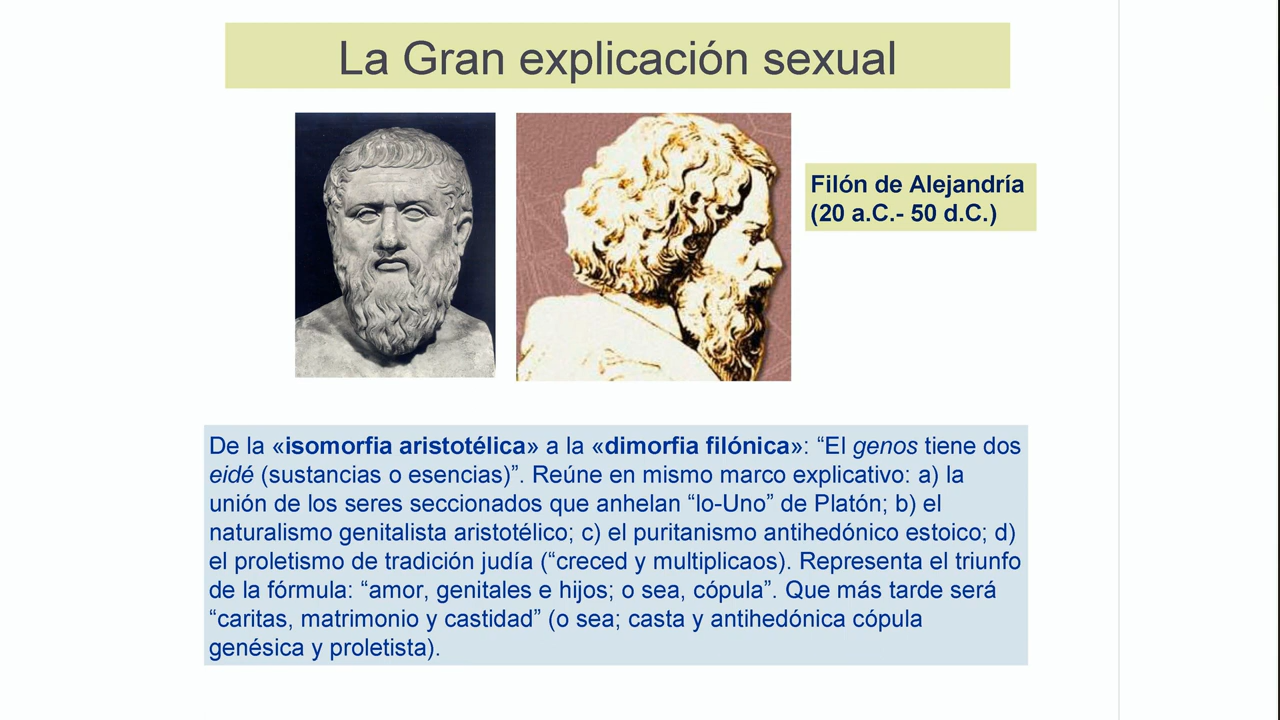 La Gran explicación sexual
Filón de Alejandría
(20 a.C.- 50 d.C.)
De la «isomorfia aristotélica» a la «dimorfia filónica»: “El genos tiene dos
eidé (sustancias o esencias)”. Reúne en mismo marco explicativo: a) la
unión de los seres seccionados que anhelan “lo-Uno” de Platón; b) el
naturalismo genitalista aristotélico; c) el puritanismo antihedónico estoico; d)
el proletismo de tradición judía (“creced y multiplicaos). Representa el triunfo
de la fórmula: “amor, genitales e hijos; o sea, cópula”. Que más tarde será
“caritas, matrimonio y castidad” (o sea; casta y antihedónica cópula
genésica y proletista).